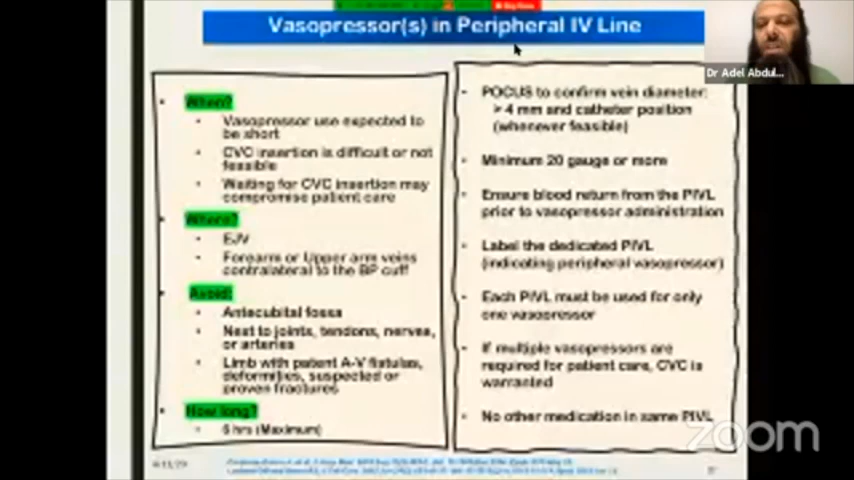 Vasopressor(s) in Peripheral IV Line
Dr Adel Abdul...
When?
Vasopressor use expected to
be short
CVC insertion is difficult or not
feasible
Waiting for CVC insertion may
compromise patient care
Where?
EJV
Forearm or Upper arm veins
contralateral to the BP cuff
Avoid:
Antecubital fossa
Next to joints, tendons, nerves,
or arteries
Limb with patent A-V fistulas,
deformities, suspected or
proven fractures
How long?
6 hrs (Maximum)
POCUS to confirm vein diameter:
> 4 mm and catheter position
(whenever feasible)
Minimum 20 gauge or more
Ensure blood return from the PIVL
prior to vasopressor administration
Label the dedicated PIVL
(indicating peripheral vasopressor)
Each PIVL must be used for only
one vasopressor
If multiple vasopressors are
required for patient care, CVC is
warranted
No other medication in same PIVL
zoom